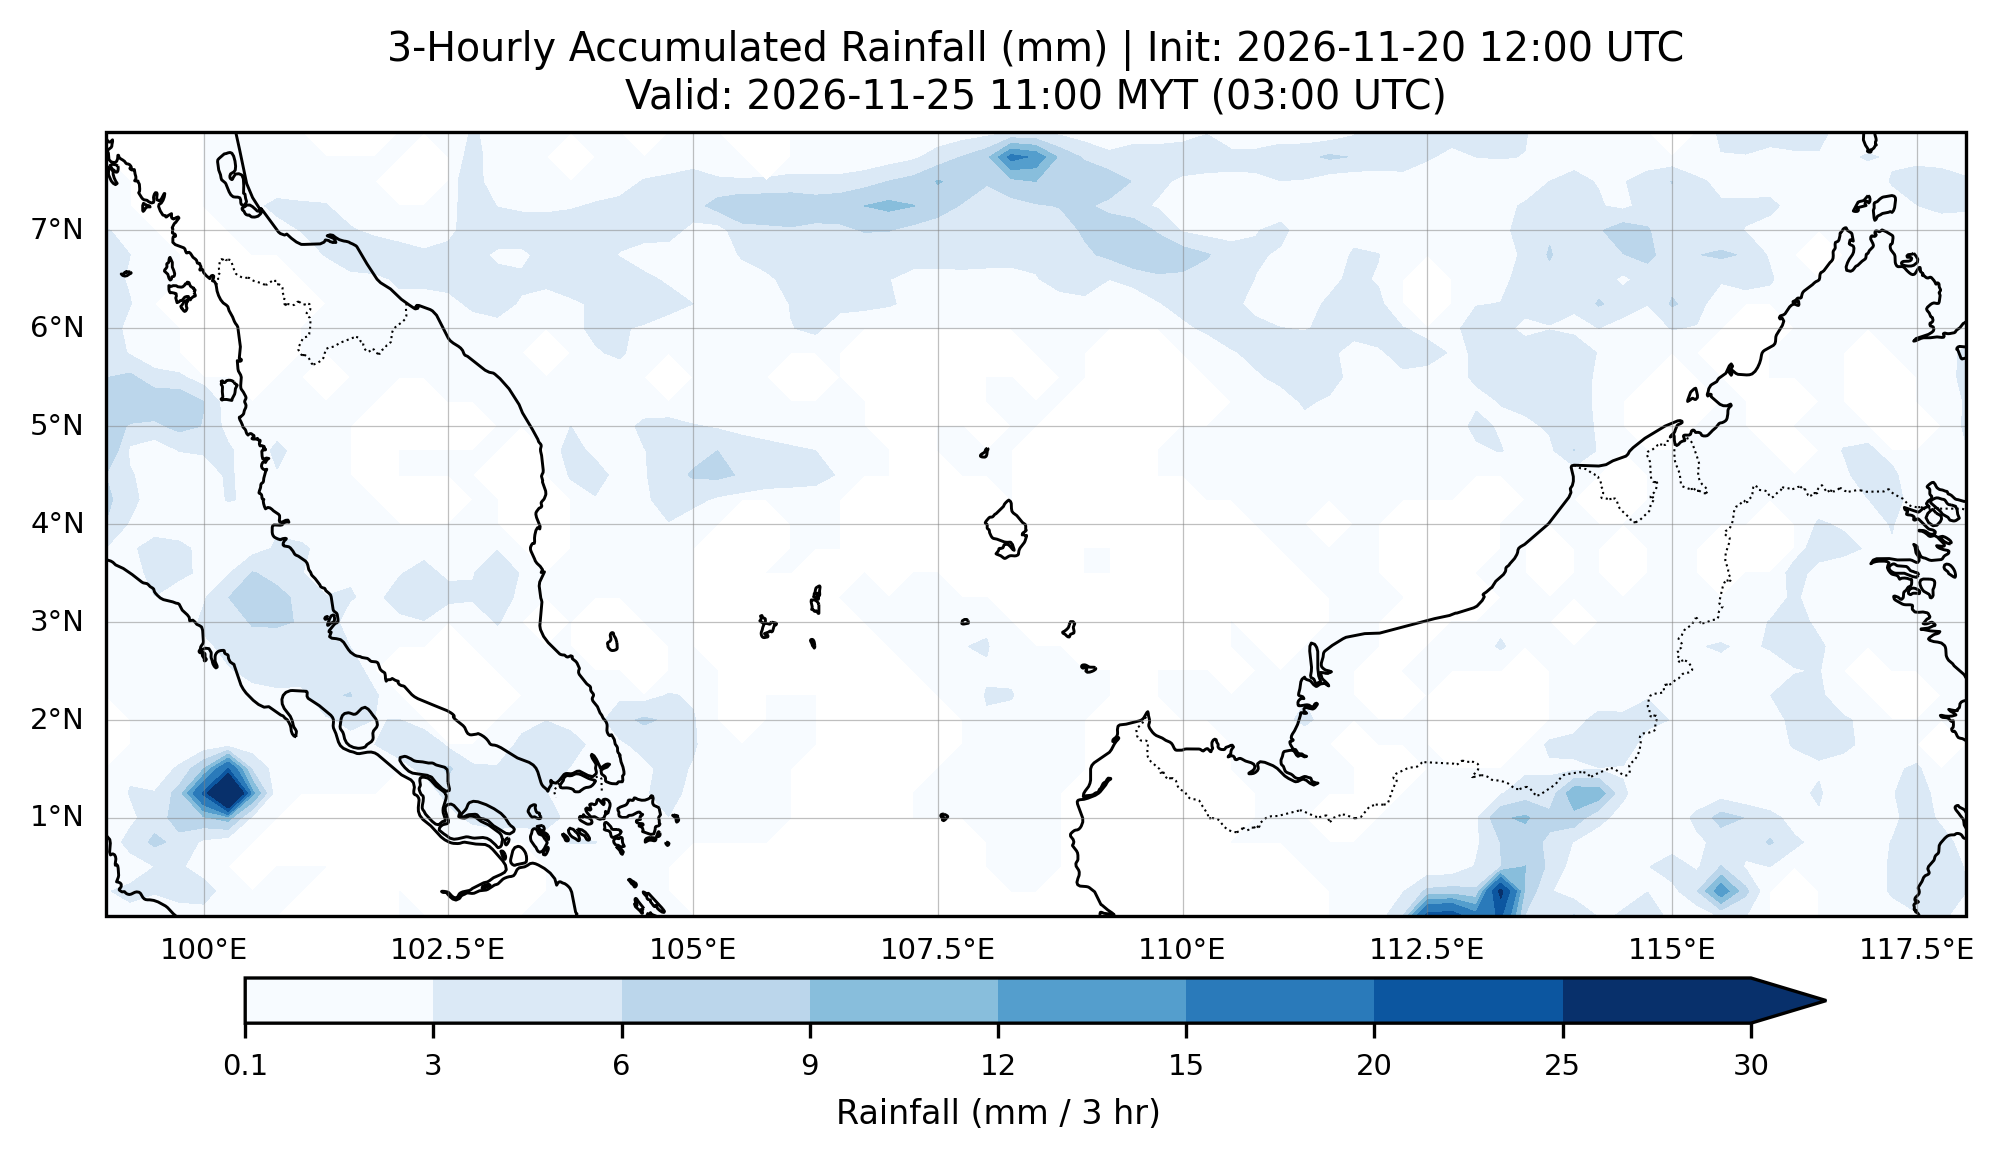 3-Hourly Accumulated Rainfall (mm) | Init: 2026-11-20 12:00 UTC
Valid: 2026-11-25 11:00 MYT (03:00 UTC)
7°N
6°N
5°N
4°N
3°N
2°N
1°N
100°E 102.5°E 105°E 107.5°E 110°E 112.5°E 115°E 117.5°E
0.1 3 6 9 12 15 20 25 30
Rainfall (mm / 3 hr)